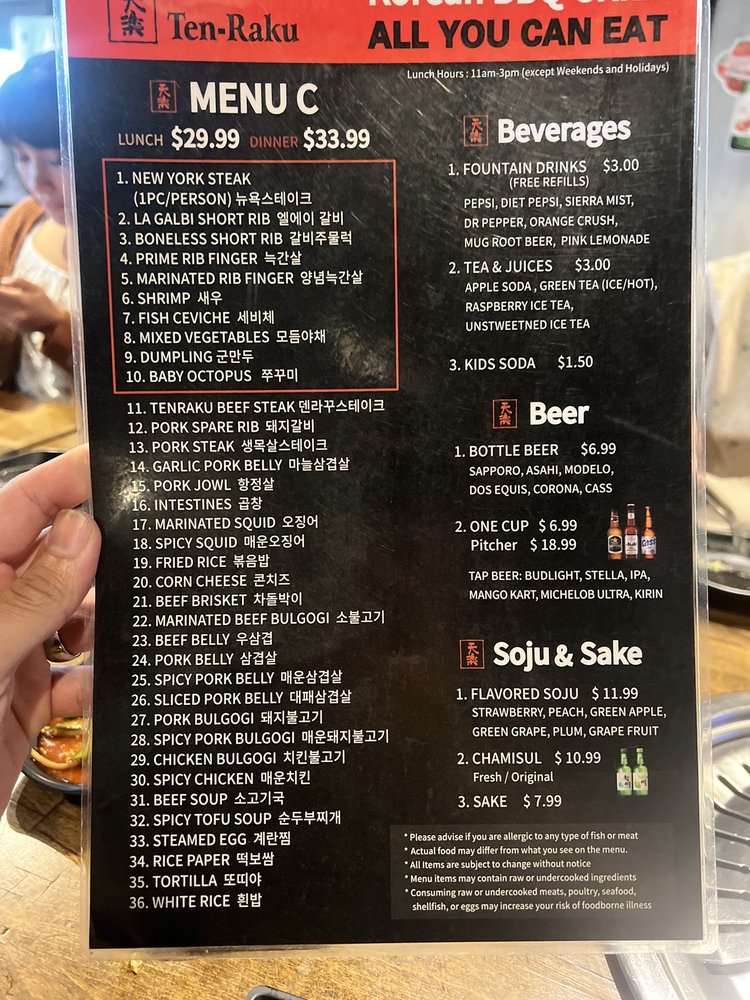 天楽 Ten-Raku
Korean BBQ GRILL
ALL YOU CAN EAT
Lunch Hours : 11am-3pm (except Weekends and Holidays)
天楽 MENU C
LUNCH $29.99 DINNER $33.99
1. NEW YORK STEAK
(1PC/PERSON) 뉴욕스테이크
2. LA GALBI SHORT RIB 엘에이 갈비
3. BONELESS SHORT RIB 갈비주물럭
4. PRIME RIB FINGER 늑간살
5. MARINATED RIB FINGER 양념늑간살
6. SHRIMP 새우
7. FISH CEVICHE 세비체
8. MIXED VEGETABLES 모듬야채
9. DUMPLING 군만두
10. BABY OCTOPUS 쭈꾸미
11. TENRAKU BEEF STEAK 덴라꾸스테이크
12. PORK SPARE RIB 돼지갈비
13. PORK STEAK 생목살스테이크
14. GARLIC PORK BELLY 마늘삼겹살
15. PORK JOWL 항정살
16. INTESTINES 곱창
17. MARINATED SQUID 오징어
18. SPICY SQUID 매운오징어
19. FRIED RICE 볶음밥
20. CORN CHEESE 콘치즈
21. BEEF BRISKET 차돌박이
22. MARINATED BEEF BULGOGI 소불고기
23. BEEF BELLY 우삼겹
24. PORK BELLY 삼겹살
25. SPICY PORK BELLY 매운삼겹살
26. SLICED PORK BELLY 대패삼겹살
27. PORK BULGOGI 돼지불고기
28. SPICY PORK BULGOGI 매운돼지불고기
29. CHICKEN BULGOGI 치킨불고기
30. SPICY CHICKEN 매운치킨
31. BEEF SOUP 소고기국
32. SPICY TOFU SOUP 순두부찌개
33. STEAMED EGG 계란찜
34. RICE PAPER 떡보쌈
35. TORTILLA 또띠야
36. WHITE RICE 흰밥
天楽 Beverages
1. FOUNTAIN DRINKS $3.00
(FREE REFILLS)
PEPSI, DIET PEPSI, SIERRA MIST,
DR PEPPER, ORANGE CRUSH,
MUG ROOT BEER, PINK LEMONADE
2. TEA & JUICES $3.00
APPLE SODA , GREEN TEA (ICE/HOT),
RASPBERRY ICE TEA,
UNSTWEETNED ICE TEA
3. KIDS SODA $1.50
天楽 Beer
1. BOTTLE BEER $6.99
SAPPORO, ASAHI, MODELO,
DOS EQUIS, CORONA, CASS
2. ONE CUP $ 6.99
Pitcher $ 18.99
TAP BEER: BUDLIGHT, STELLA, IPA,
MANGO KART, MICHELOB ULTRA, KIRIN
天楽 Soju & Sake
1. FLAVORED SOJU $ 11.99
STRAWBERRY, PEACH, GREEN APPLE,
GREEN GRAPE, PLUM, GRAPE FRUIT
2. CHAMISUL $ 10.99
Fresh / Original
3. SAKE $ 7.99
* Please advise if you are allergic to any type of fish or meat
* Actual food may differ from what you see on the menu.
* All Items are subject to change without notice
* Menu items may contain raw or undercooked ingredients
* Consuming raw or undercooked meats, poultry, seafood,
shellfish, or eggs may increase your risk of foodborne illness